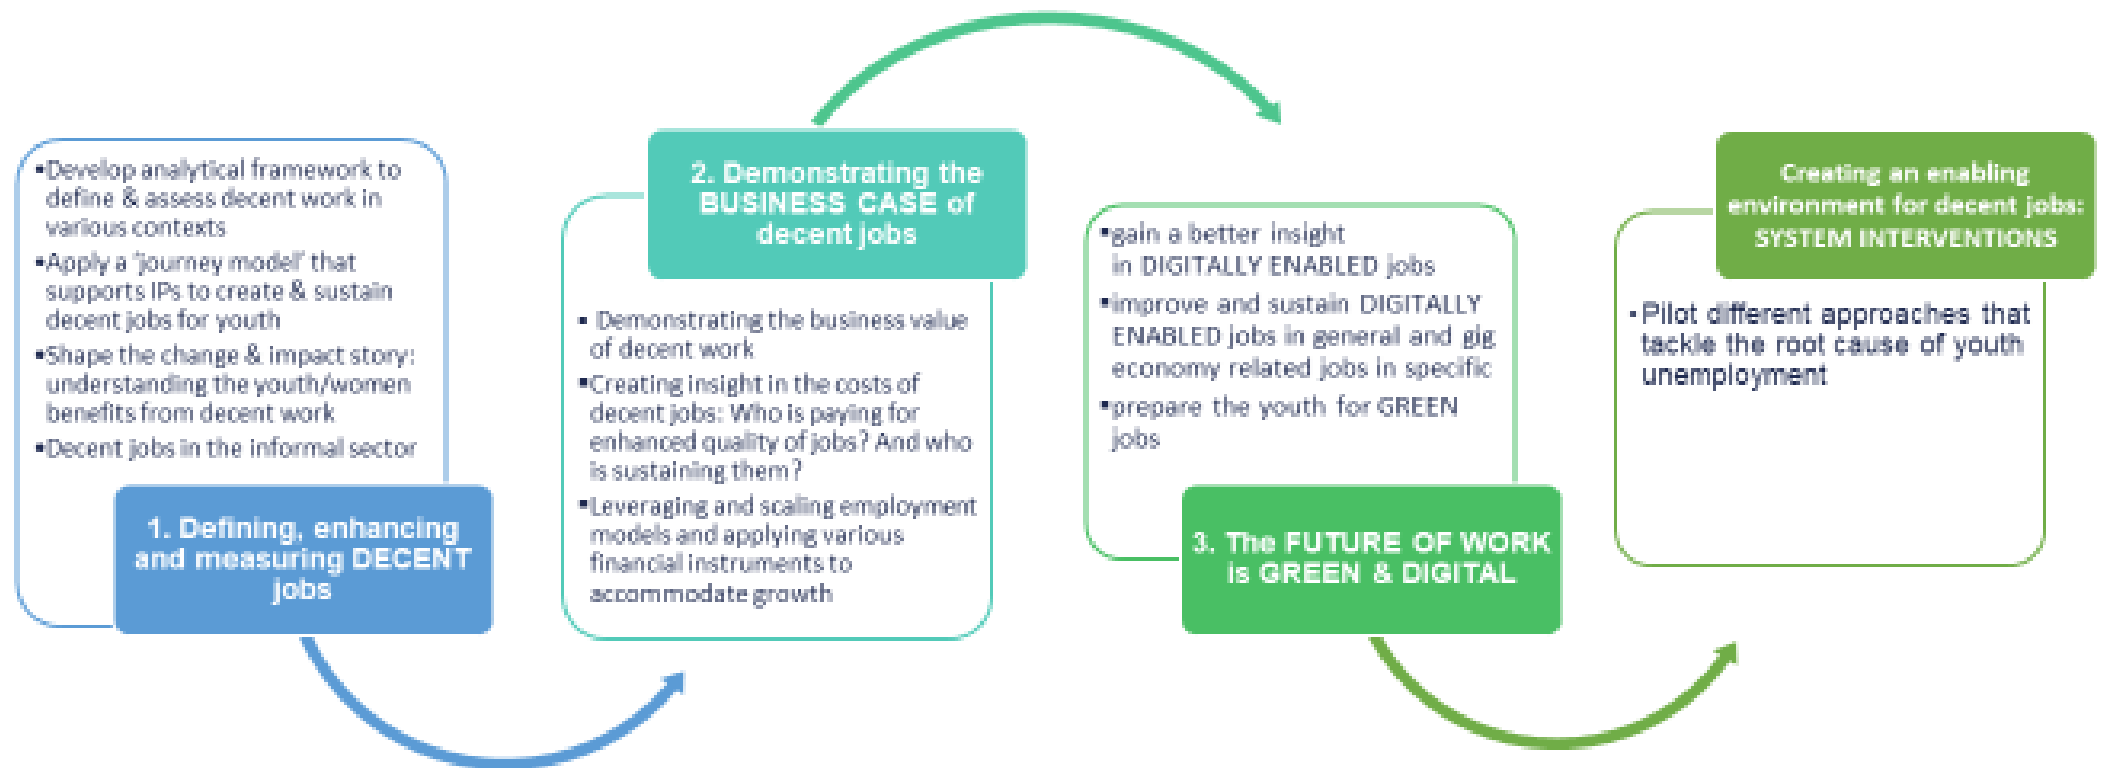 ▪Develop analytical framework to
define & assess decent work in
various contexts
▪Apply a 'journey model' that
supports IPs to create & sustain
decent jobs for youth
▪Shape the change & impact story:
understanding the youth/women
benefits from decent work
▪Decent jobs in the informal sector
1. Defining, enhancing
and measuring DECENT
jobs
2. Demonstrating the
BUSINESS CASE of
decent jobs
▪ Demonstrating the business value
of decent work
▪Creating insight in the costs of
decent jobs: Who is paying for
enhanced quality of jobs? And who
is sustaining them?
▪Leveraging and scaling employment
models and applying various
financial instruments to
accommodate growth
▪gain a better insight
in DIGITALLY ENABLED jobs
▪improve and sustain DIGITALLY
ENABLED jobs in general and gig
economy related jobs in specific
▪prepare the youth for GREEN
jobs
3. The FUTURE OF WORK
is GREEN & DIGITAL
Creating an enabling
environment for decent jobs:
SYSTEM INTERVENTIONS
▪Pilot different approaches that
tackle the root cause of youth
unemployment